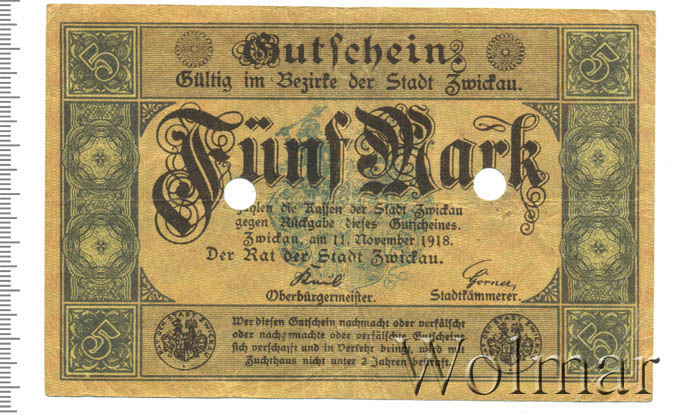 5 Gutschein 5
Gültig im Bezirke der Stadt Zwickau.
Fünf Mark
zahlen die Kassen der Stadt Zwickau
gegen Rückgabe dieses Gutscheines.
Zwickau, am 11. November 1918.
Der Rat der Stadt Zwickau.
Keil
Oberbürgermeister. Stadtkämmerer.
Wer diesen Gutschein nachmacht oder verfälscht
oder nachgemachte oder verfälschte Gutscheine
sich verschafft und in Verkehr bringt, wird mit
Zuchthaus nicht unter 2 Jahren bestraft.
5 5
Wolmar